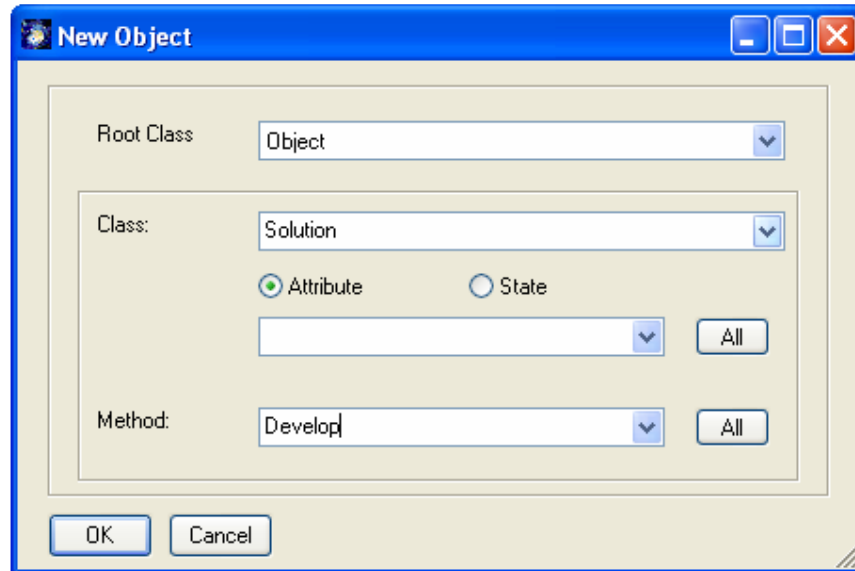 New Object
Root Class
Object
Class:
Solution
Attribute State
All
Method:
Develop
All
OK Cancel